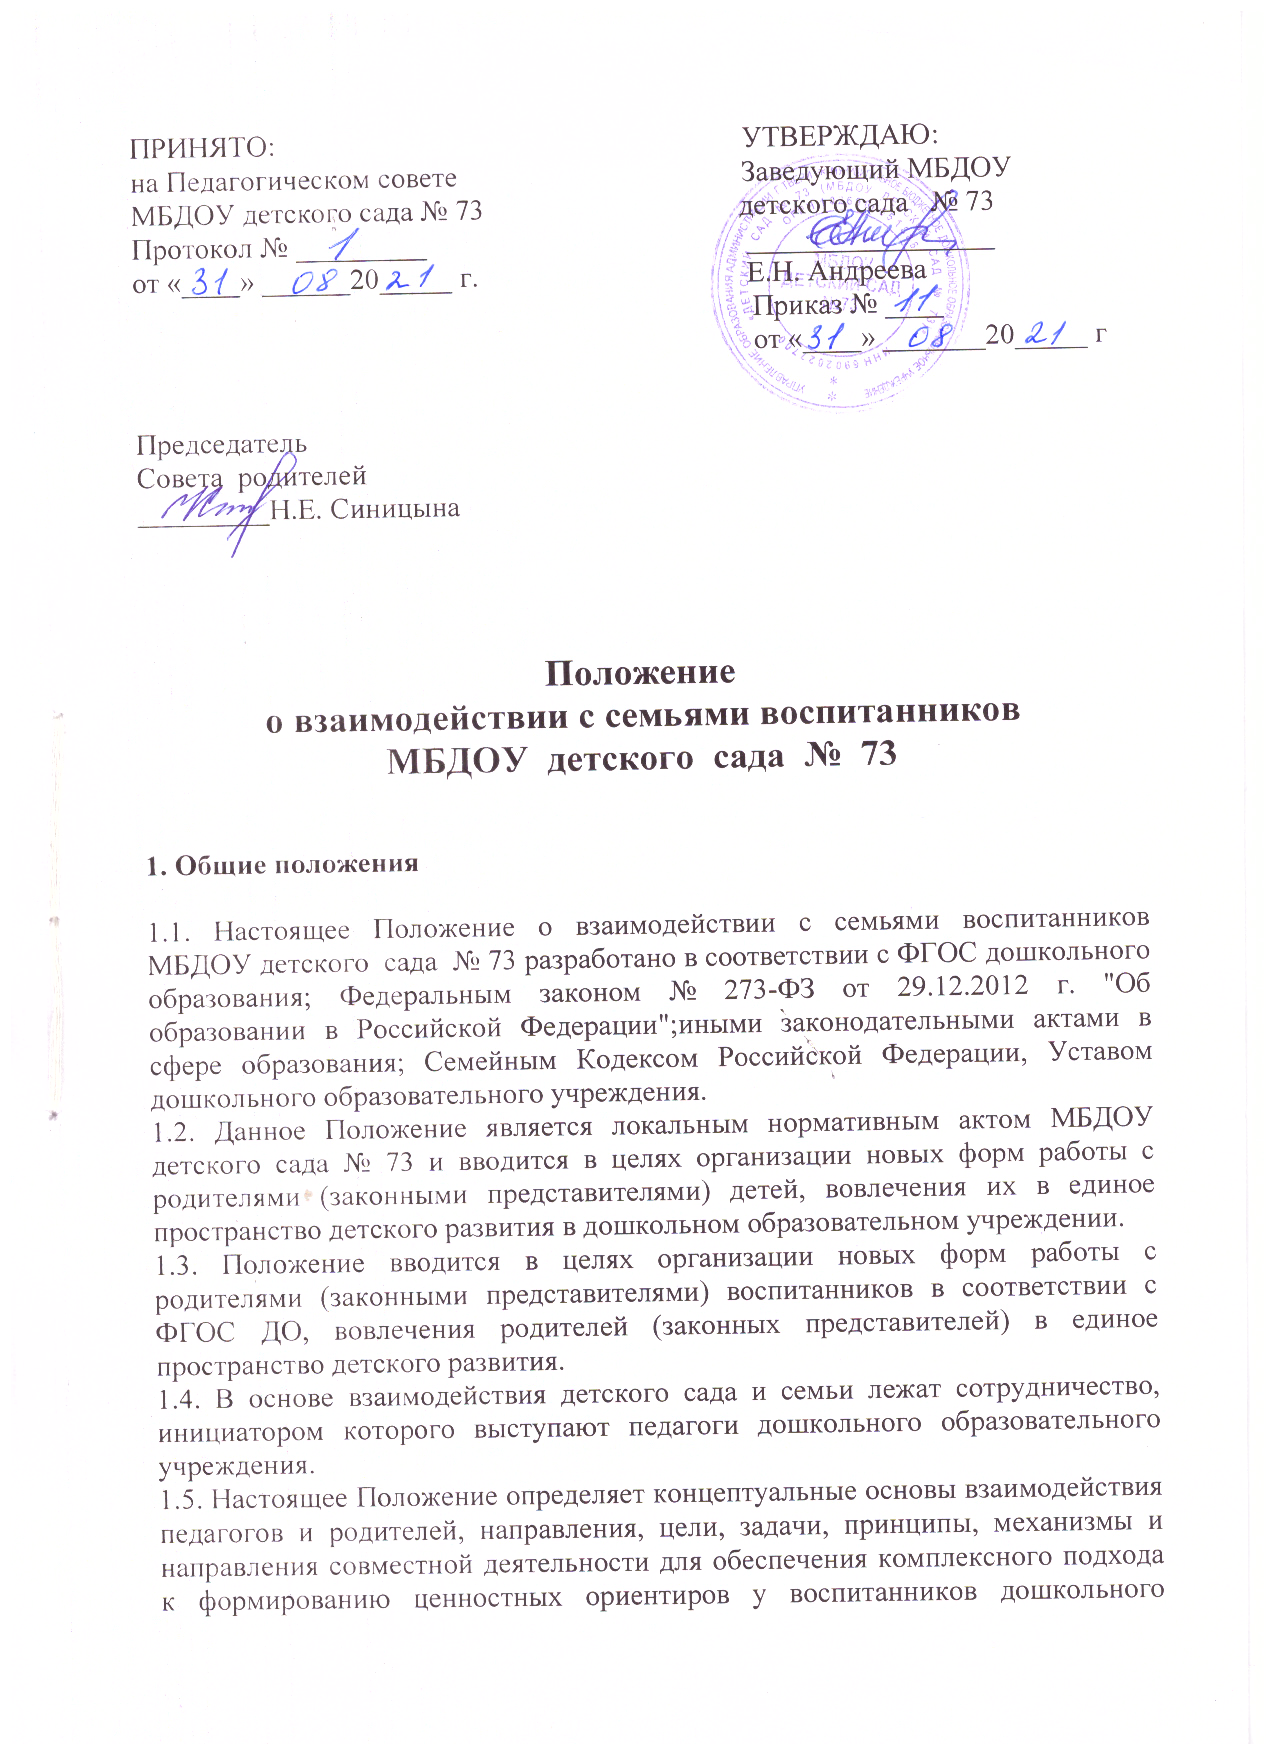 ПРИНЯТО:
на Педагогическом совете
МБДОУ детского сада № 73
Протокол № 1
от «31» 08 2021 г.
УТВЕРЖДАЮ:
Заведующий МБДОУ
детского сада № 73
Е.Н. Андреева
Приказ № 11
от «31» 08 2021 г
МБДОУ
ДЕТСКИЙ САД
Председатель
Совета родителей
Н.Е. Синицына
Положение
о взаимодействии с семьями воспитанников
МБДОУ детского сада № 73
1. Общие положения
1.1. Настоящее Положение о взаимодействии с семьями воспитанников
МБДОУ детского сада № 73 разработано в соответствии с ФГОС дошкольного
образования; Федеральным законом № 273-ФЗ от 29.12.2012 г. "Об
образовании в Российской Федерации";иными законодательными актами в
сфере образования; Семейным Кодексом Российской Федерации, Уставом
дошкольного образовательного учреждения.
1.2. Данное Положение является локальным нормативным актом МБДОУ
детского сада № 73 и вводится в целях организации новых форм работы с
родителями (законными представителями) детей, вовлечения их в единое
пространство детского развития в дошкольном образовательном учреждении.
1.3. Положение вводится в целях организации новых форм работы с
родителями (законными представителями) воспитанников в соответствии с
ФГОС ДО, вовлечения родителей (законных представителей) в единое
пространство детского развития.
1.4. В основе взаимодействия детского сада и семьи лежат сотрудничество,
инициатором которого выступают педагоги дошкольного образовательного
учреждения.
1.5. Настоящее Положение определяет концептуальные основы взаимодействия
педагогов и родителей, направления, цели, задачи, принципы, механизмы и
направления совместной деятельности для обеспечения комплексного подхода
к формированию ценностных ориентиров у воспитанников дошкольного